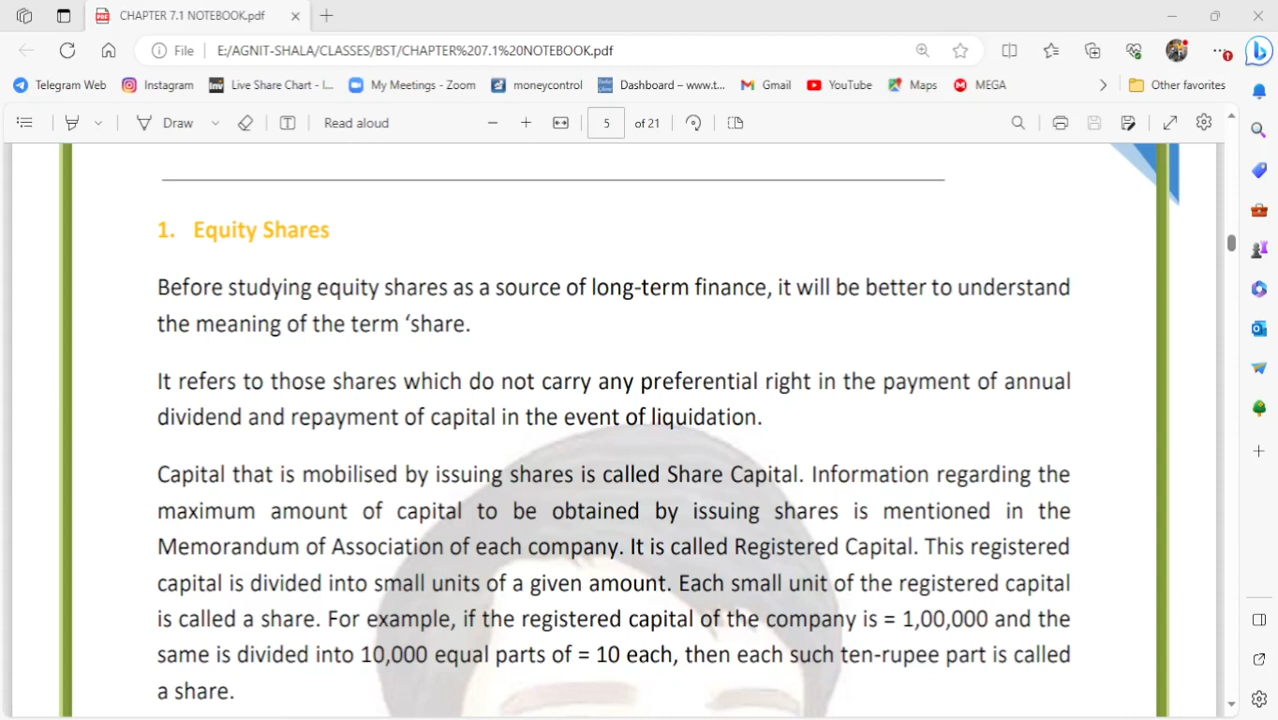 CHAPTER 7.1 NOTEBOOK.pdf
File E:/AGNIT-SHALA/CLASSES/BST/CHAPTER%207.1%20NOTEBOOK.pdf
Telegram Web Instagram Inv Live Share Chart - I... My Meetings - Zoom moneycontrol Dashboard – www.t... Gmail YouTube Maps MEGA Other favorites
Draw Read aloud 5 of 21
1. Equity Shares
Before studying equity shares as a source of long-term finance, it will be better to understand
the meaning of the term ‘share.
It refers to those shares which do not carry any preferential right in the payment of annual
dividend and repayment of capital in the event of liquidation.
Capital that is mobilised by issuing shares is called Share Capital. Information regarding the
maximum amount of capital to be obtained by issuing shares is mentioned in the
Memorandum of Association of each company. It is called Registered Capital. This registered
capital is divided into small units of a given amount. Each small unit of the registered capital
is called a share. For example, if the registered capital of the company is = 1,00,000 and the
same is divided into 10,000 equal parts of = 10 each, then each such ten-rupee part is called
a share.